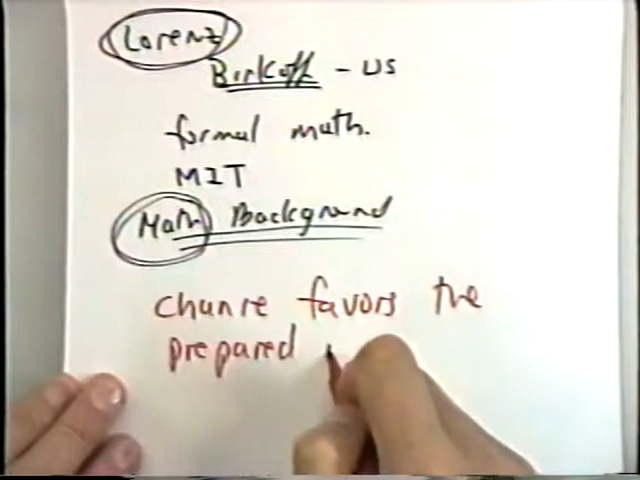 Lorenz
Birkoff - US
formal math.
MIT
Math Background
chance favors the
prepared